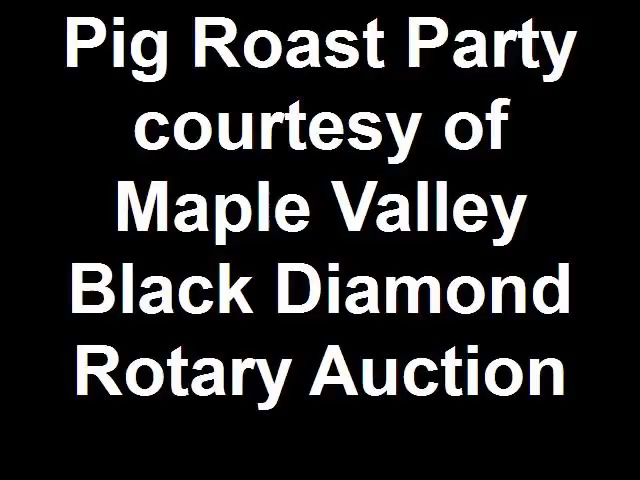 Pig Roast Party
courtesy of
Maple Valley
Black Diamond
Rotary Auction